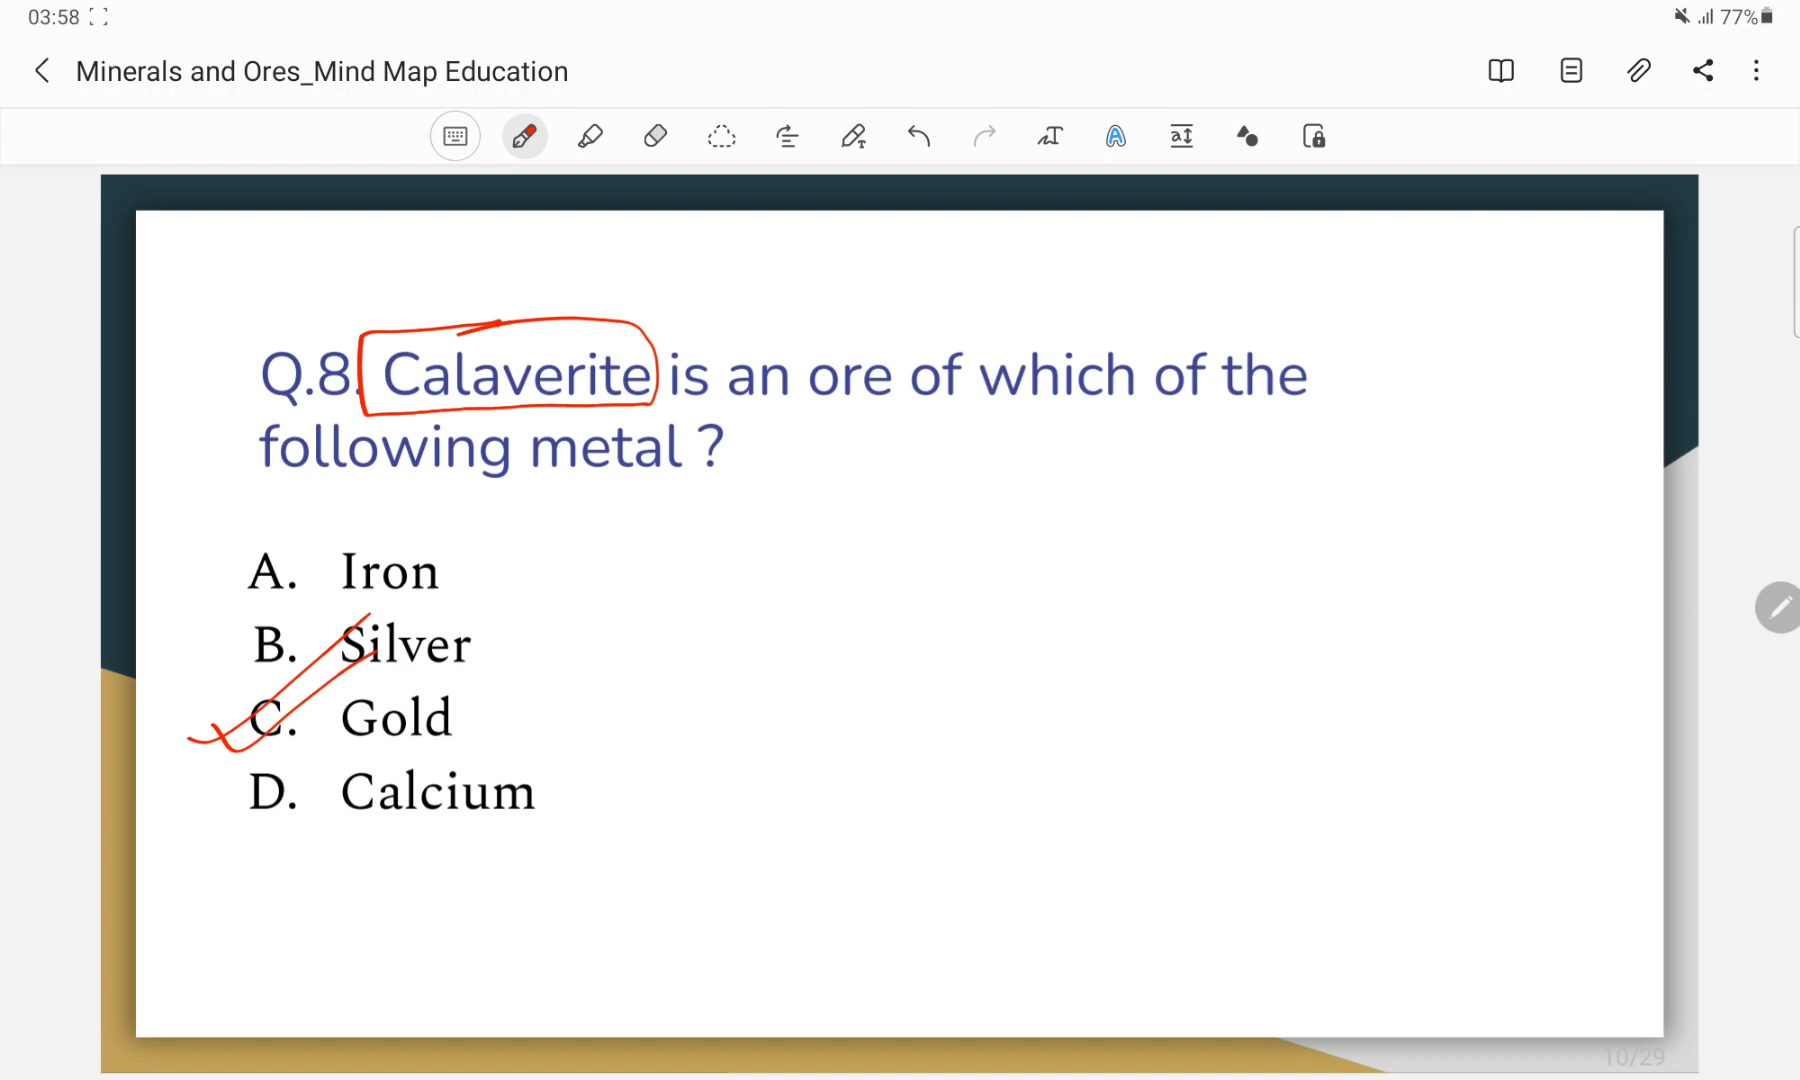 03:58
77%
Minerals and Ores_Mind Map Education
Q.8. Calaverite is an ore of which of the
following metal ?
A. Iron
B. Silver
C. Gold
D. Calcium
10/29